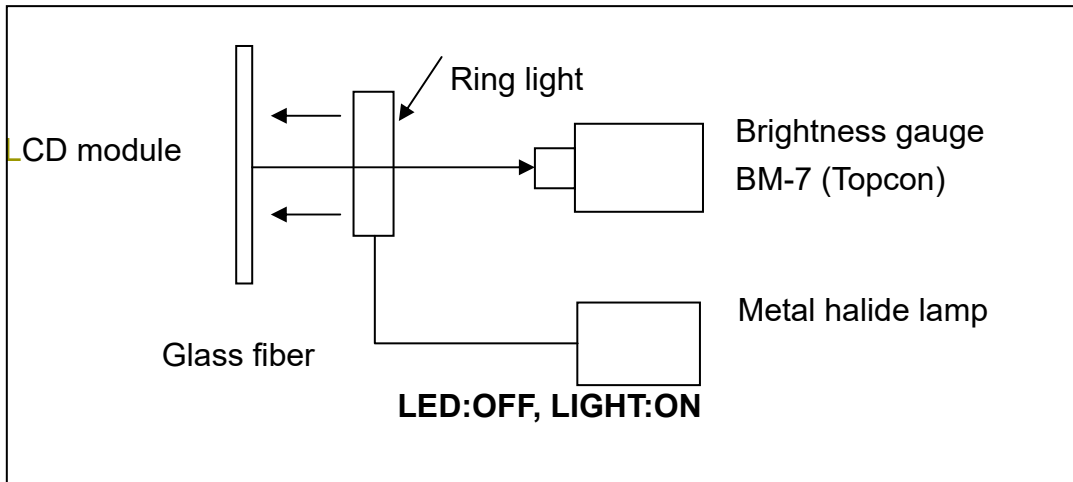 Ring light
LCD module
Brightness gauge
BM-7 (Topcon)
Metal halide lamp
Glass fiber
LED:OFF, LIGHT:ON